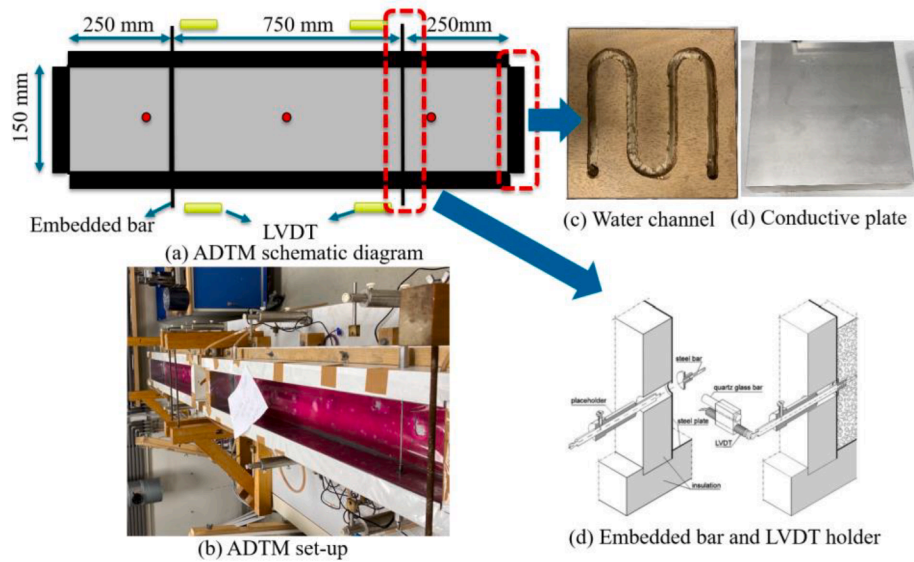 250 mm
750 mm
250mm
150 mm
Embedded bar
LVDT
(a) ADTM schematic diagram
(c) Water channel
(d) Conductive plate
(b) ADTM set-up
steel bar
placeholder
quartz glass bar
steel plate
LVDT
insulation
(d) Embedded bar and LVDT holder